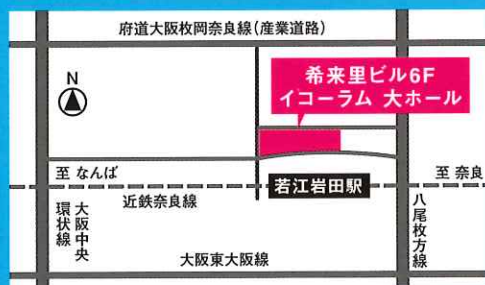 府道大阪枚岡奈良線(産業道路)
N
希来里ビル6F
イコーラム 大ホール
至 なんば
若江岩田駅
至 奈良
近鉄奈良線
大阪中央
環状線
八尾枚方線
大阪東大阪線